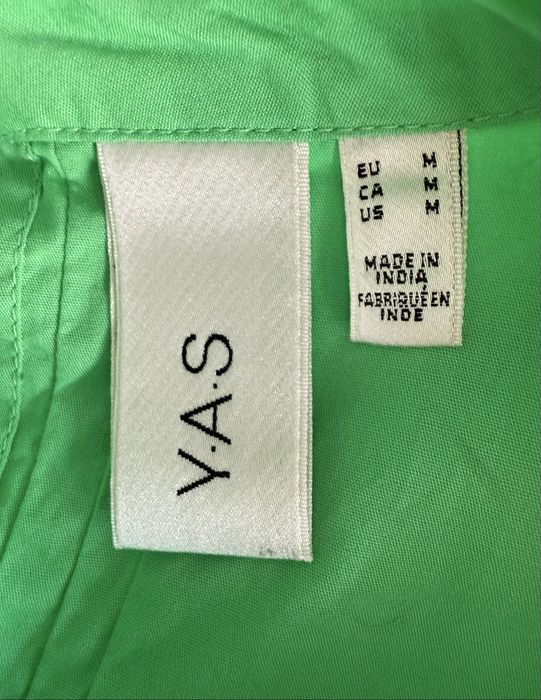 Y·A·S
EU M
CA M
US M
MADE IN
INDIA
FABRIQUÉ EN
INDE